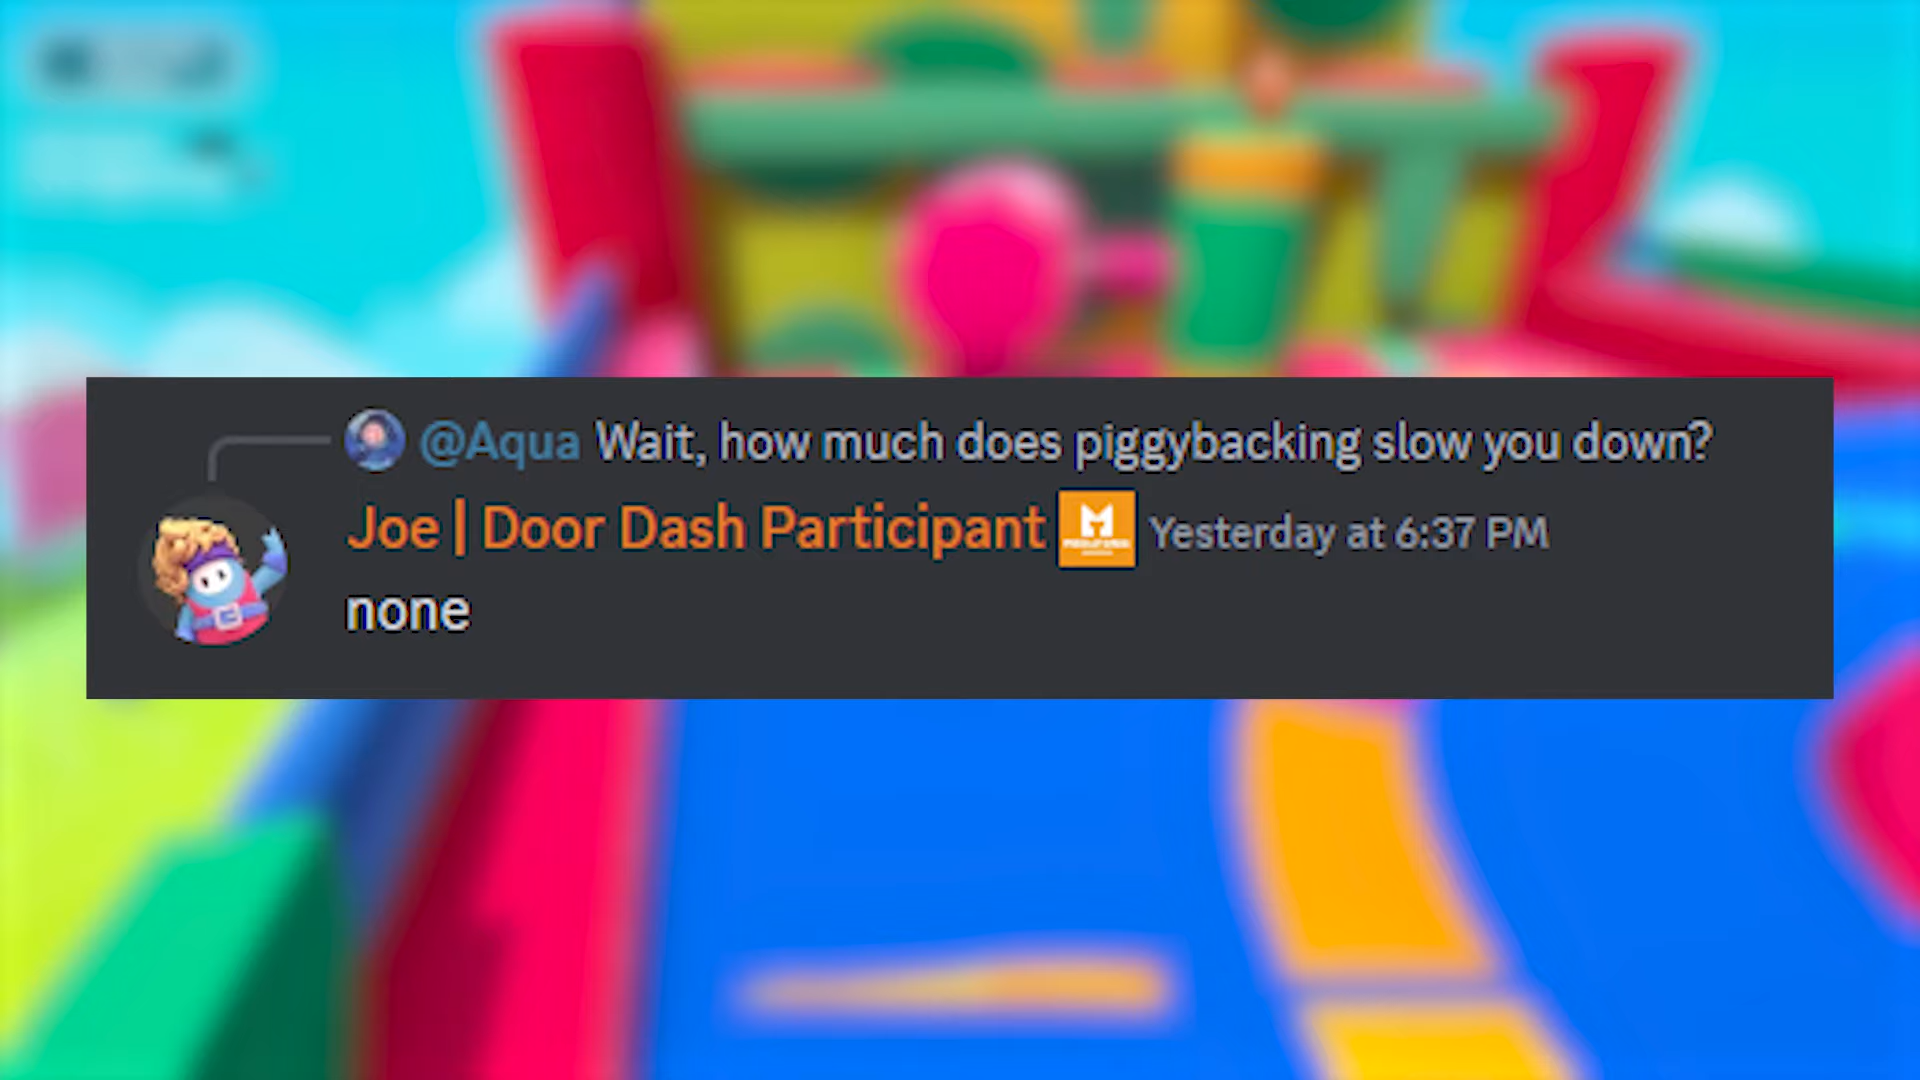 @Aqua Wait, how much does piggybacking slow you down?
Joe | Door Dash Participant Yesterday at 6:37 PM
none